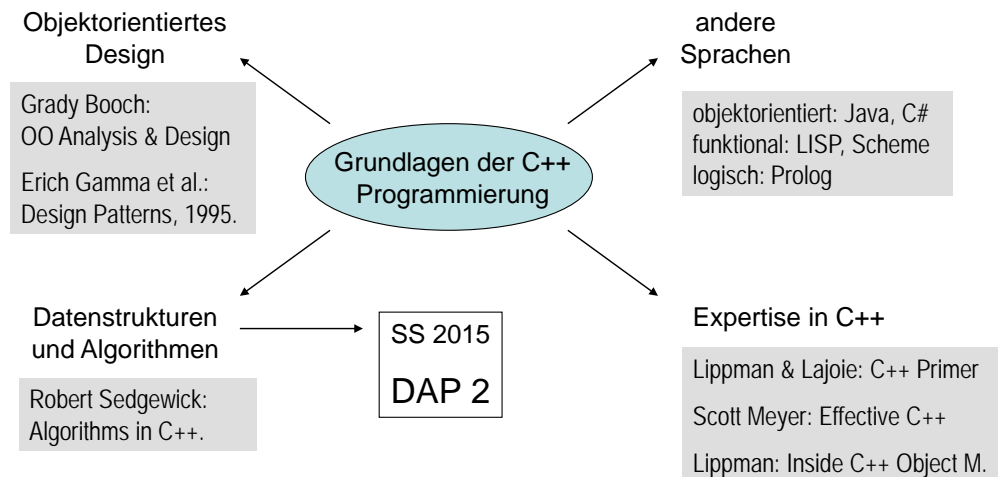 Objektorientiertes
Design
Grady Booch:
OO Analysis & Design
Erich Gamma et al.:
Design Patterns, 1995.
andere
Sprachen
objektorientiert: Java, C#
funktional: LISP, Scheme
logisch: Prolog
Grundlagen der C++
Programmierung
Datenstrukturen
und Algorithmen
Robert Sedgewick:
Algorithms in C++.
SS 2015
DAP 2
Expertise in C++
Lippman & Lajoie: C++ Primer
Scott Meyer: Effective C++
Lippman: Inside C++ Object M.